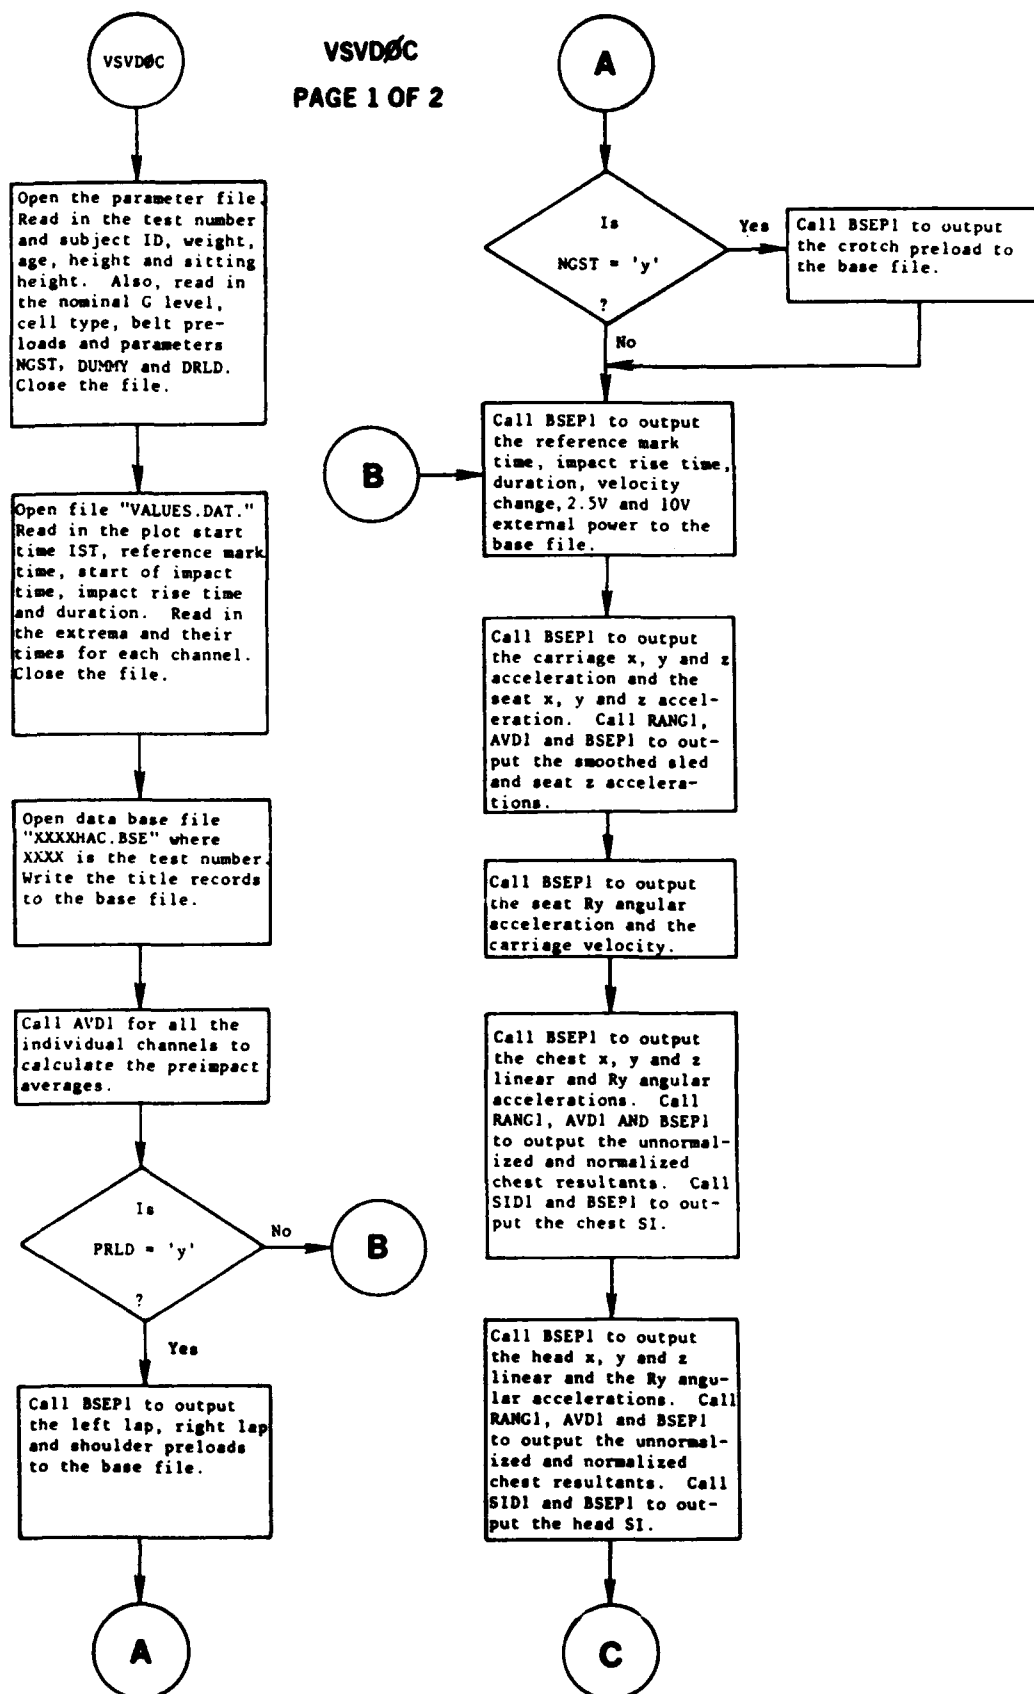 VSVDØC
PAGE 1 OF 2
VSVDØC
Open the parameter file.
Read in the test number
and subject ID, weight,
age, height and sitting
height. Also, read in
the nominal G level,
cell type, belt pre-
loads and parameters
NGST, DUMMY and DRLD.
Close the file.
Open file "VALUES.DAT."
Read in the plot start
time IST, reference mark
time, start of impact
time, impact rise time
and duration. Read in
the extrema and their
times for each channel.
Close the file.
Open data base file
"XXXXHAC.BSE" where
XXXX is the test number.
Write the title records
to the base file.
Call AVD1 for all the
individual channels to
calculate the preimpact
averages.
Is
PRLD = 'y'
?
No
B
Yes
Call BSEP1 to output
the left lap, right lap
and shoulder preloads
to the base file.
A
A
Is
NGST = 'y'
?
Yes
Call BSEP1 to output
the crotch preload to
the base file.
No
B
Call BSEP1 to output
the reference mark
time, impact rise time,
duration, velocity
change, 2.5V and 10V
external power to the
base file.
Call BSEP1 to output
the carriage x, y and z
acceleration and the
seat x, y and z accel-
eration. Call RANG1,
AVD1 and BSEP1 to out-
put the smoothed sled
and seat z accelera-
tions.
Call BSEP1 to output
the seat Ry angular
acceleration and the
carriage velocity.
Call BSEP1 to output
the chest x, y and z
linear and Ry angular
accelerations. Call
RANG1, AVD1 AND BSEP1
to output the unnormal-
ized and normalized
chest resultants. Call
SID1 and BSEP1 to out-
put the chest SI.
Call BSEP1 to output
the head x, y and z
linear and the Ry angu-
lar accelerations. Call
RANG1, AVD1 and BSEP1
to output the unnormal-
ized and normalized
chest resultants. Call
SID1 and BSEP1 to out-
put the head SI.
C